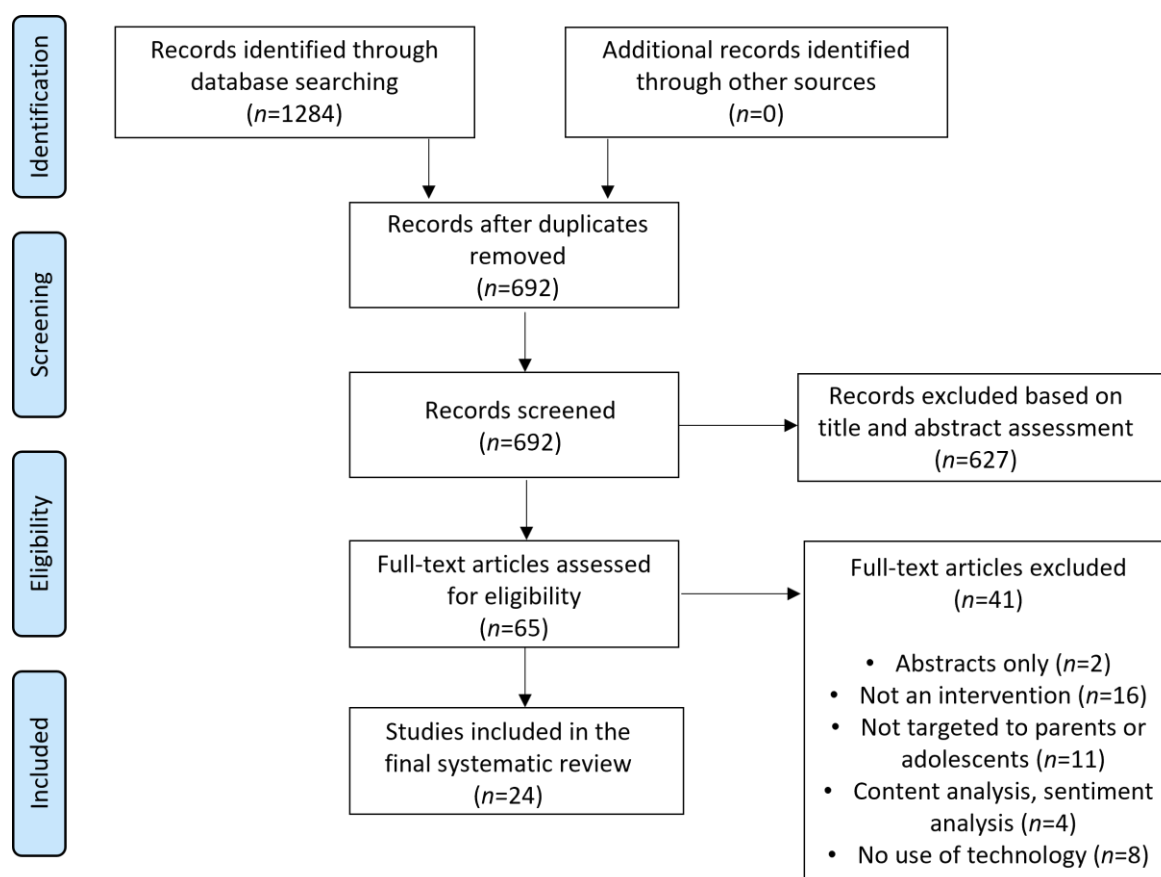 Identification
Records identified through
database searching
(n=1284)
Additional records identified
through other sources
(n=0)
Records after duplicates
removed
(n=692)
Screening
Records screened
(n=692)
Records excluded based on
title and abstract assessment
(n=627)
Eligibility
Full-text articles assessed
for eligibility
(n=65)
Full-text articles excluded
(n=41)
• Abstracts only (n=2)
• Not an intervention (n=16)
• Not targeted to parents or
adolescents (n=11)
• Content analysis, sentiment
analysis (n=4)
• No use of technology (n=8)
Included
Studies included in the
final systematic review
(n=24)